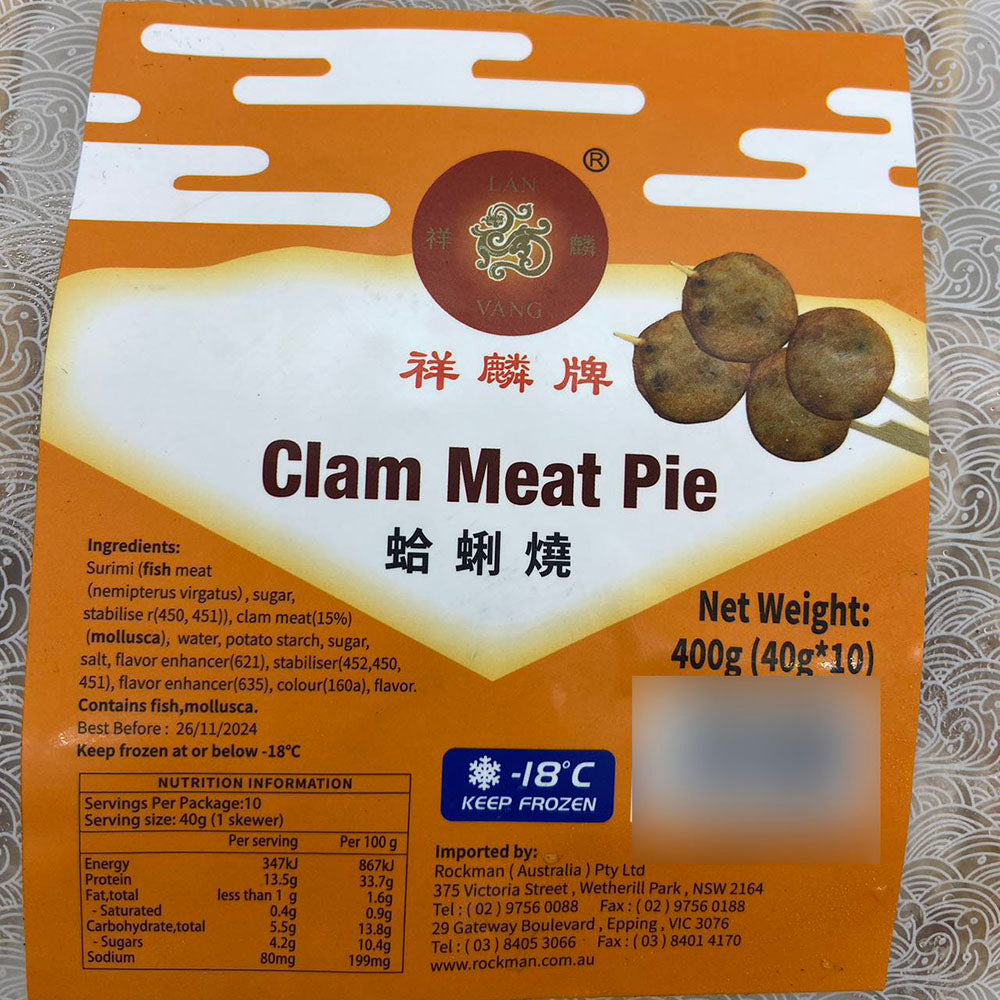 ®
LAN
祥 麟
VANG
祥麟牌
Clam Meat Pie
蛤蜊燒
Ingredients:
Surimi (fish meat
(nemipterus virgatus), sugar,
stabilise r(450, 451)), clam meat(15%)
(mollusca), water, potato starch, sugar,
salt, flavor enhancer(621), stabiliser(452,450,
451), flavor enhancer(635), colour(160a), flavor.
Contains fish,mollusca.
Best Before : 26/11/2024
Keep frozen at or below -18°C
Net Weight:
400g (40g*10)
NUTRITION INFORMATION
Servings Per Package:10
Serving size: 40g (1 skewer)
Per serving Per 100 g
Energy 347kJ 867kJ
Protein 13.5g 33.7g
Fat,total less than 1 g 1.6g
- Saturated 0.4g 0.9g
Carbohydrate,total 5.5g 13.8g
- Sugars 4.2g 10.4g
Sodium 80mg 199mg
-18°C
KEEP FROZEN
Imported by:
Rockman ( Australia ) Pty Ltd
375 Victoria Street , Wetherill Park , NSW 2164
Tel : ( 02 ) 9756 0088 Fax : ( 02 ) 9756 0188
29 Gateway Boulevard , Epping , VIC 3076
Tel : ( 03 ) 8405 3066 Fax : ( 03 ) 8401 4170
www.rockman.com.au